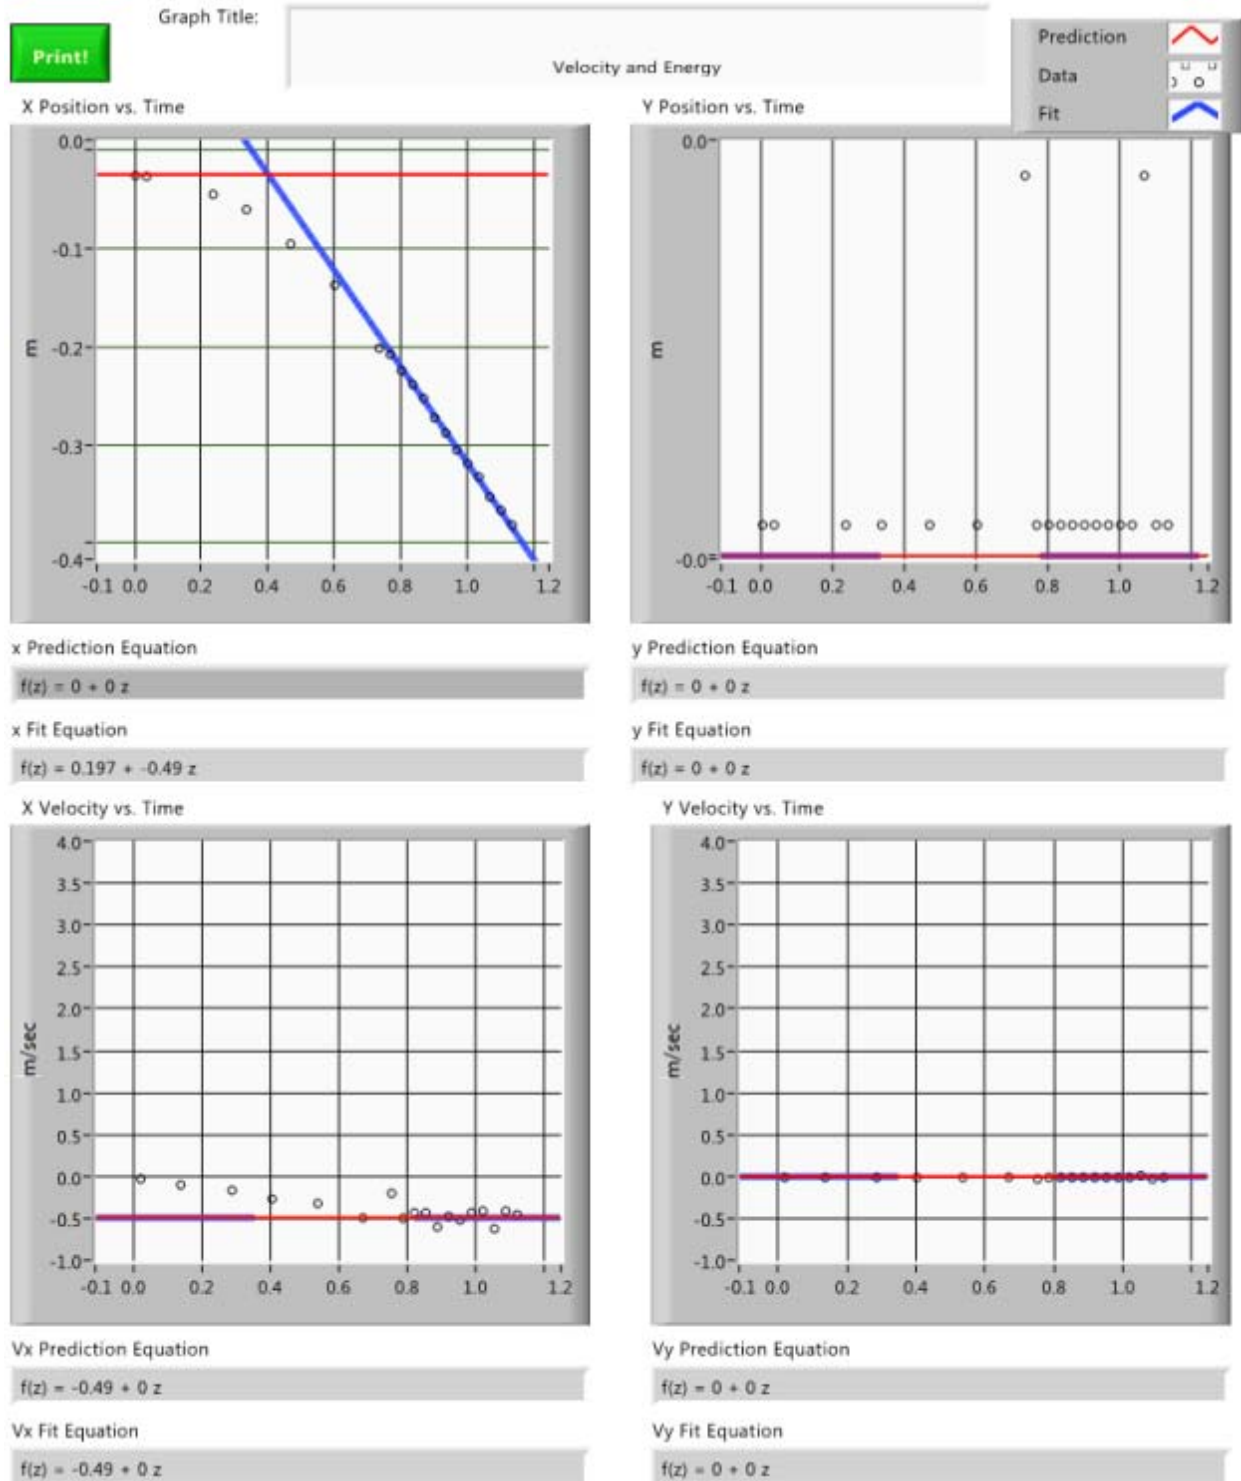 Graph Title:
Print!
Velocity and Energy
Prediction
Data
Fit
X Position vs. Time
0.0
-0.1
-0.2
-0.3
-0.4
m
-0.1 0.0 0.2 0.4 0.6 0.8 1.0 1.2
Y Position vs. Time
0.0
-0.0
m
-0.1 0.0 0.2 0.4 0.6 0.8 1.0 1.2
x Prediction Equation
f(z) = 0 + 0 z
y Prediction Equation
f(z) = 0 + 0 z
x Fit Equation
f(z) = 0.197 + -0.49 z
y Fit Equation
f(z) = 0 + 0 z
X Velocity vs. Time
4.0
3.5
3.0
2.5
2.0
1.5
1.0
0.5
0.0
-0.5
-1.0
m/sec
-0.1 0.0 0.2 0.4 0.6 0.8 1.0 1.2
Y Velocity vs. Time
4.0
3.5
3.0
2.5
2.0
1.5
1.0
0.5
0.0
-0.5
-1.0
m/sec
-0.1 0.0 0.2 0.4 0.6 0.8 1.0 1.2
Vx Prediction Equation
f(z) = -0.49 + 0 z
Vy Prediction Equation
f(z) = 0 + 0 z
Vx Fit Equation
f(z) = -0.49 + 0 z
Vy Fit Equation
f(z) = 0 + 0 z